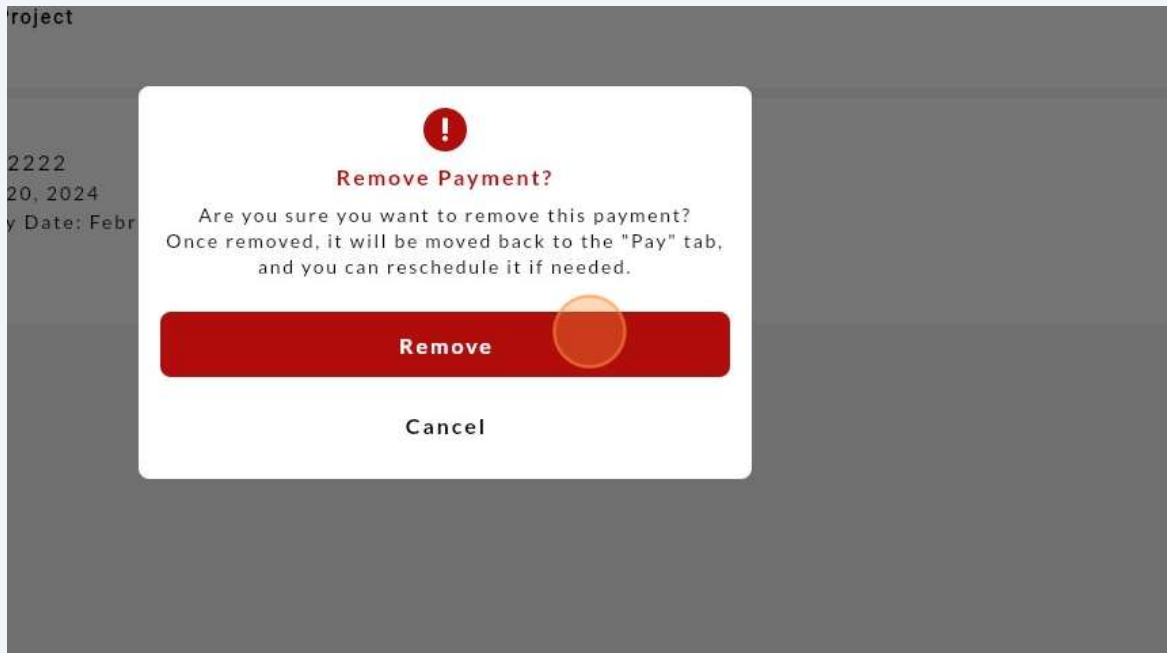 roject
2222
20, 2024
y Date: Febr
Remove Payment?
Are you sure you want to remove this payment?
Once removed, it will be moved back to the "Pay" tab,
and you can reschedule it if needed.
Remove
Cancel